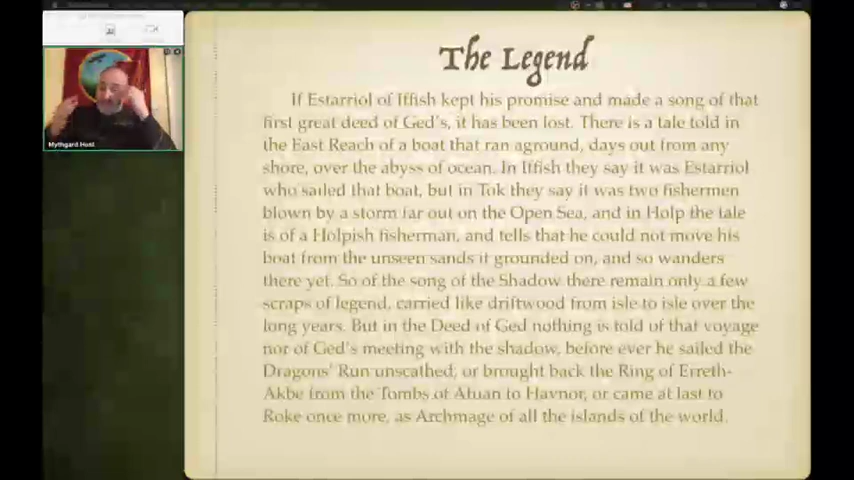 The Legend
If Estarriol of Iffish kept his promise and made a song of that
first great deed of Ged's, it has been lost. There is a tale told in
the East Reach of a boat that ran aground, days out from any
shore, over the abyss of ocean. In Iffish they say it was Estarriol
who sailed that boat, but in Tok they say it was two fishermen
blown by a storm far out on the Open Sea, and in Holp the tale
is of a Holpish fisherman, and tells that he could not move his
boat from the unseen sands it grounded on, and so wanders
there yet. So of the song of the Shadow there remain only a few
scraps of legend, carried like driftwood from isle to isle over the
long years. But in the Deed of Ged nothing is told of that voyage
nor of Ged's meeting with the shadow, before ever he sailed the
Dragons' Run unscathed, or brought back the Ring of Erreth-
Akbe from the Tombs of Atuan to Havnor, or came at last to
Roke once more, as Archmage of all the islands of the world.
Mythgard Host